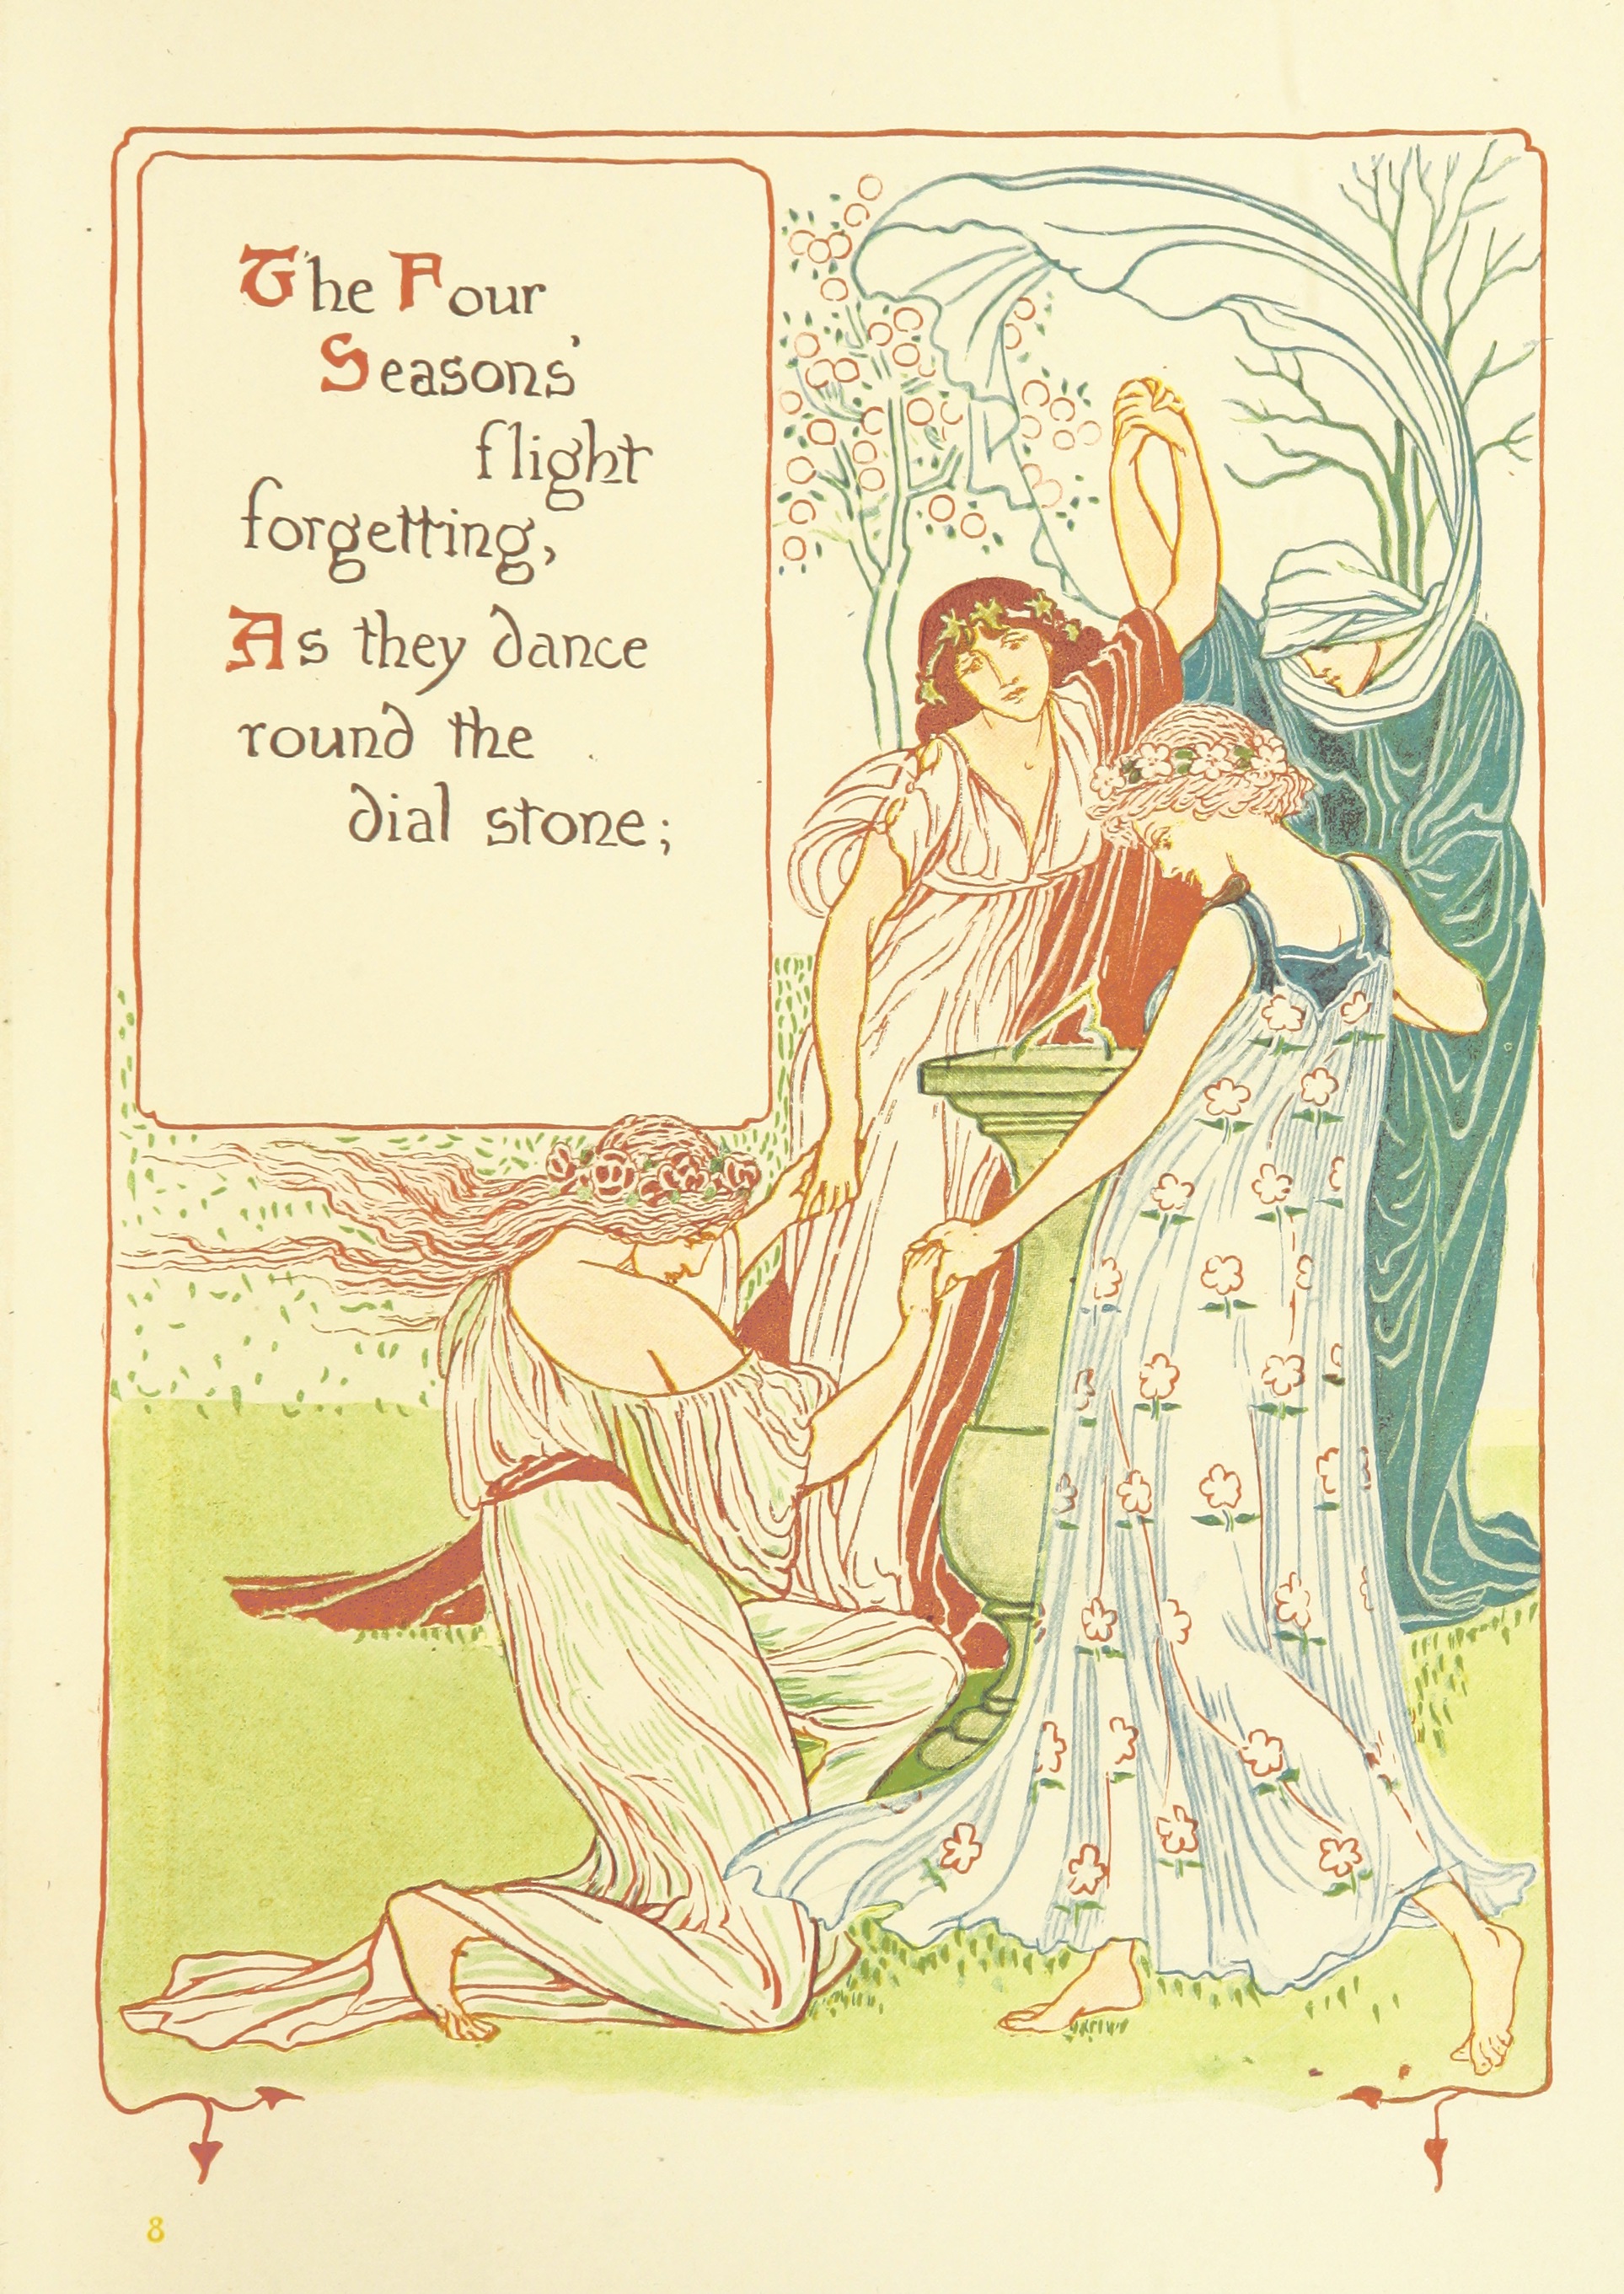 The Four
Seasons'
flight
forgetting,
As they dance
round the
dial stone;
8